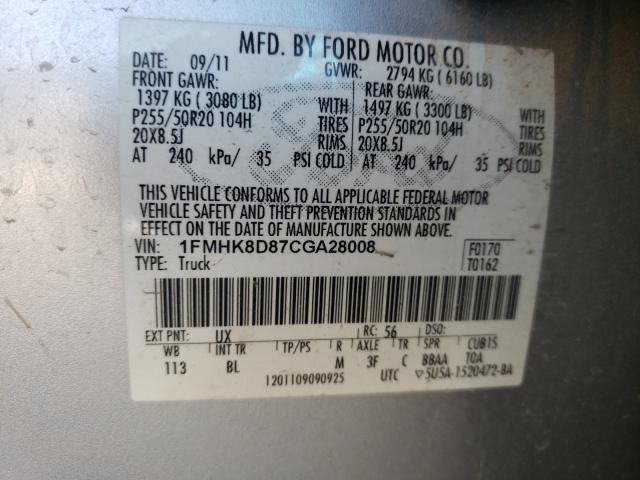 MFD. BY FORD MOTOR CO.
DATE: 09/11 GVWR: 2794 KG ( 6160 LB)
FRONT GAWR: REAR GAWR:
1397 KG ( 3080 LB) WITH 1497 KG ( 3300 LB) WITH
P255/50R20 104H TIRES P255/50R20 104H TIRES
20X8.5J RIMS 20X8.5J RIMS
AT 240 kPa/ 35 PSI COLD AT 240 kPa/ 35 PSI COLD
THIS VEHICLE CONFORMS TO ALL APPLICABLE FEDERAL MOTOR
VEHICLE SAFETY AND THEFT PREVENTION STANDARDS IN
EFFECT ON THE DATE OF MANUFACTURE SHOWN ABOVE.
VIN: 1FMHK8D87CGA28008 F0170
TYPE: Truck T0162
EXT PNT: UX RC: 56 DSO:
WB INT TR TP/PS R AXLE TR SPR CUB1S
113 BL M 3F C BBAA TOA
1201109090925 UTC ▽5U5A-1520472-BA